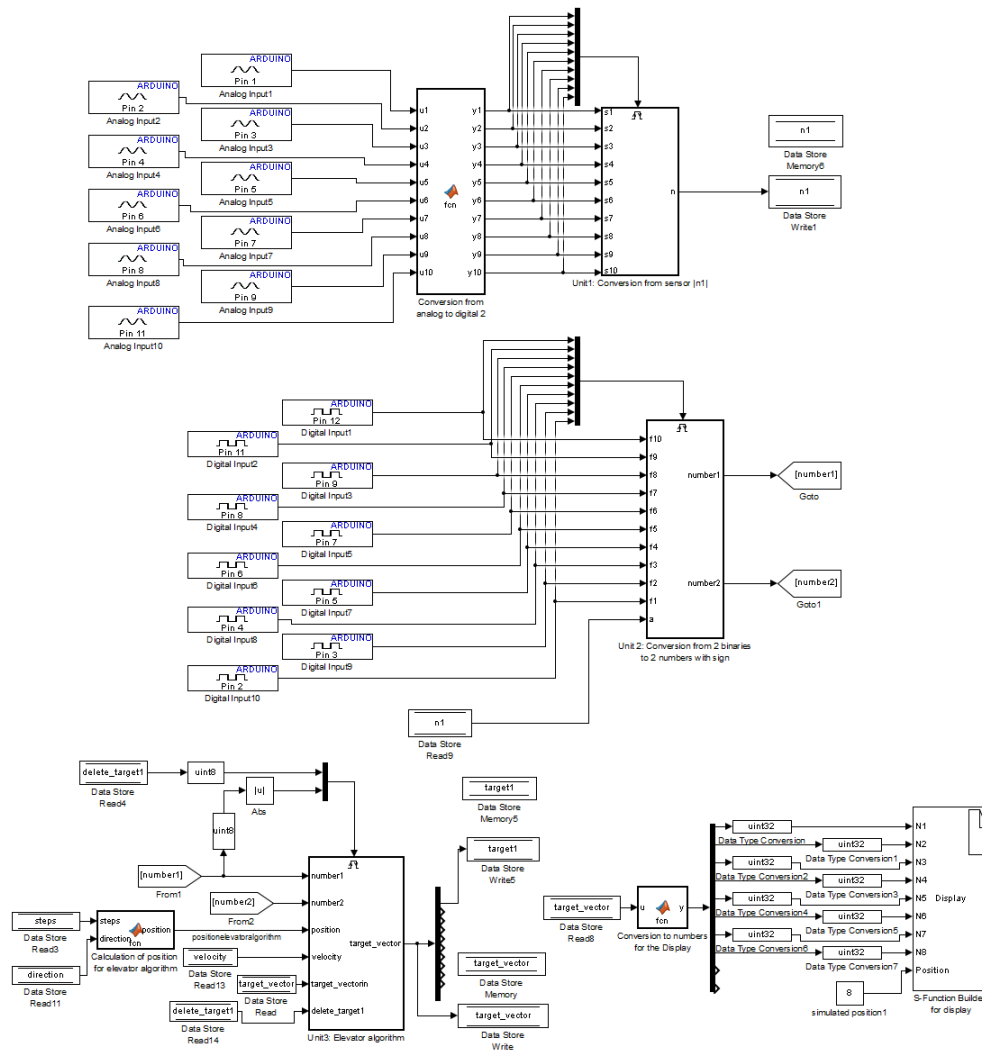 ARDUINO
Pin 1
Analog Input1
ARDUINO
Pin 2
Analog Input2
ARDUINO
Pin 3
Analog Input3
ARDUINO
Pin 4
Analog Input4
ARDUINO
Pin 5
Analog Input5
ARDUINO
Pin 6
Analog Input6
ARDUINO
Pin 7
Analog Input7
ARDUINO
Pin 8
Analog Input8
ARDUINO
Pin 9
Analog Input9
ARDUINO
Pin 11
Analog Input10
u1
u2
u3
u4
u5
u6
u7
u8
u9
u10
fcn
y1
y2
y3
y4
y5
y6
y7
y8
y9
y10
Conversion from
analog to digital 2
s1
s2
s3
s4
s5
s6
s7
s8
s9
s10
n
Unit1: Conversion from sensor |n1|
n1
Data Store
Memory6
n1
Data Store
Write1
ARDUINO
Pin 12
Digital Input1
ARDUINO
Pin 11
Digital Input2
ARDUINO
Pin 9
Digital Input3
ARDUINO
Pin 8
Digital Input4
ARDUINO
Pin 7
Digital Input5
ARDUINO
Pin 6
Digital Input6
ARDUINO
Pin 5
Digital Input7
ARDUINO
Pin 4
Digital Input8
ARDUINO
Pin 3
Digital Input9
ARDUINO
Pin 2
Digital Input10
f10
f9
f8
f7
f6
f5
f4
f3
f2
f1
a
number1
number2
Unit 2: Conversion from 2 binaries
to 2 numbers with sign
[number1]
Goto
[number2]
Goto1
n1
Data Store
Read9
delete_target1
Data Store
Read4
uint8
|u|
Abs
uint8
[number1]
From1
[number2]
From2
steps
Data Store
Read3
direction
Data Store
Read11
steps
direction
fcn
position
Calculation of position
for elevator algorithm
positionelevatoralgorithm
velocity
Data Store
Read13
target_vector
Data Store
Read
delete_target1
Data Store
Read14
number1
number2
position
velocity
target_vectorin
delete_target1
target_vector
Unit3: Elevator algorithm
target1
Data Store
Memory5
target1
Data Store
Write5
target_vector
Data Store
Memory
target_vector
Data Store
Write
target_vector
Data Store
Read8
u
fcn
y
Conversion to numbers
for the Display
uint32
Data Type Conversion
uint32
Data Type Conversion1
uint32
Data Type Conversion2
uint32
Data Type Conversion3
uint32
Data Type Conversion4
uint32
Data Type Conversion5
uint32
Data Type Conversion6
uint32
Data Type Conversion7
8
simulated position1
N1
N2
N3
N4
N5
N6
N7
N8
Position
Display
S-Function Builde
for display